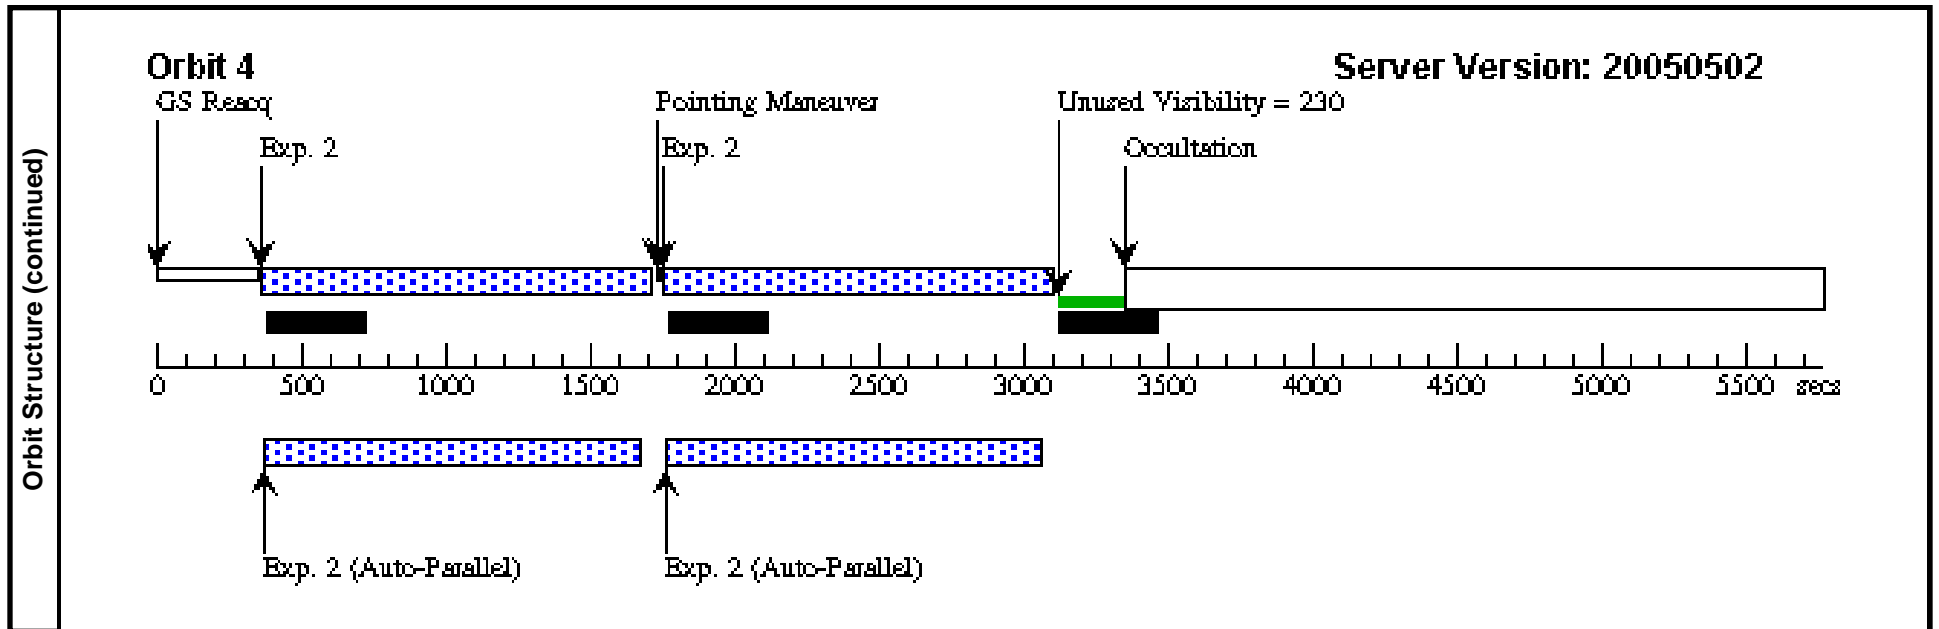 Orbit Structure (continued)
Orbit 4
Server Version: 20050502
GS Reacq
Pointing Maneuver
Unused Visibility = 230
Exp. 2
Exp. 2
Occultation
0 500 1000 1500 2000 2500 3000 3500 4000 4500 5000 5500 secs
Exp. 2 (Auto-Parallel)
Exp. 2 (Auto-Parallel)